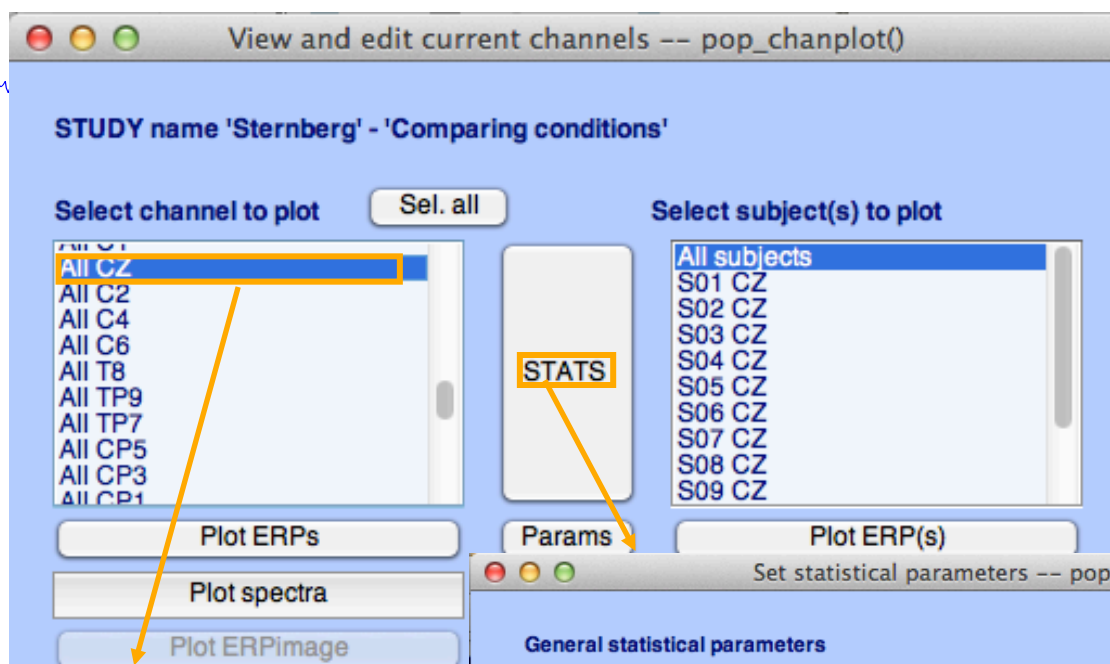 View and edit current channels -- pop_chanplot()
STUDY name 'Sternberg' - 'Comparing conditions'
Select channel to plot
Sel. all
Select subject(s) to plot
All CZ
All C2
All C4
All C6
All T8
All TP9
All TP7
All CP5
All CP3
All CP1
STATS
All subjects
S01 CZ
S02 CZ
S03 CZ
S04 CZ
S05 CZ
S06 CZ
S07 CZ
S08 CZ
S09 CZ
Plot ERPs
Params
Plot ERP(s)
Plot spectra
Plot ERPimage
Set statistical parameters -- pop
General statistical parameters